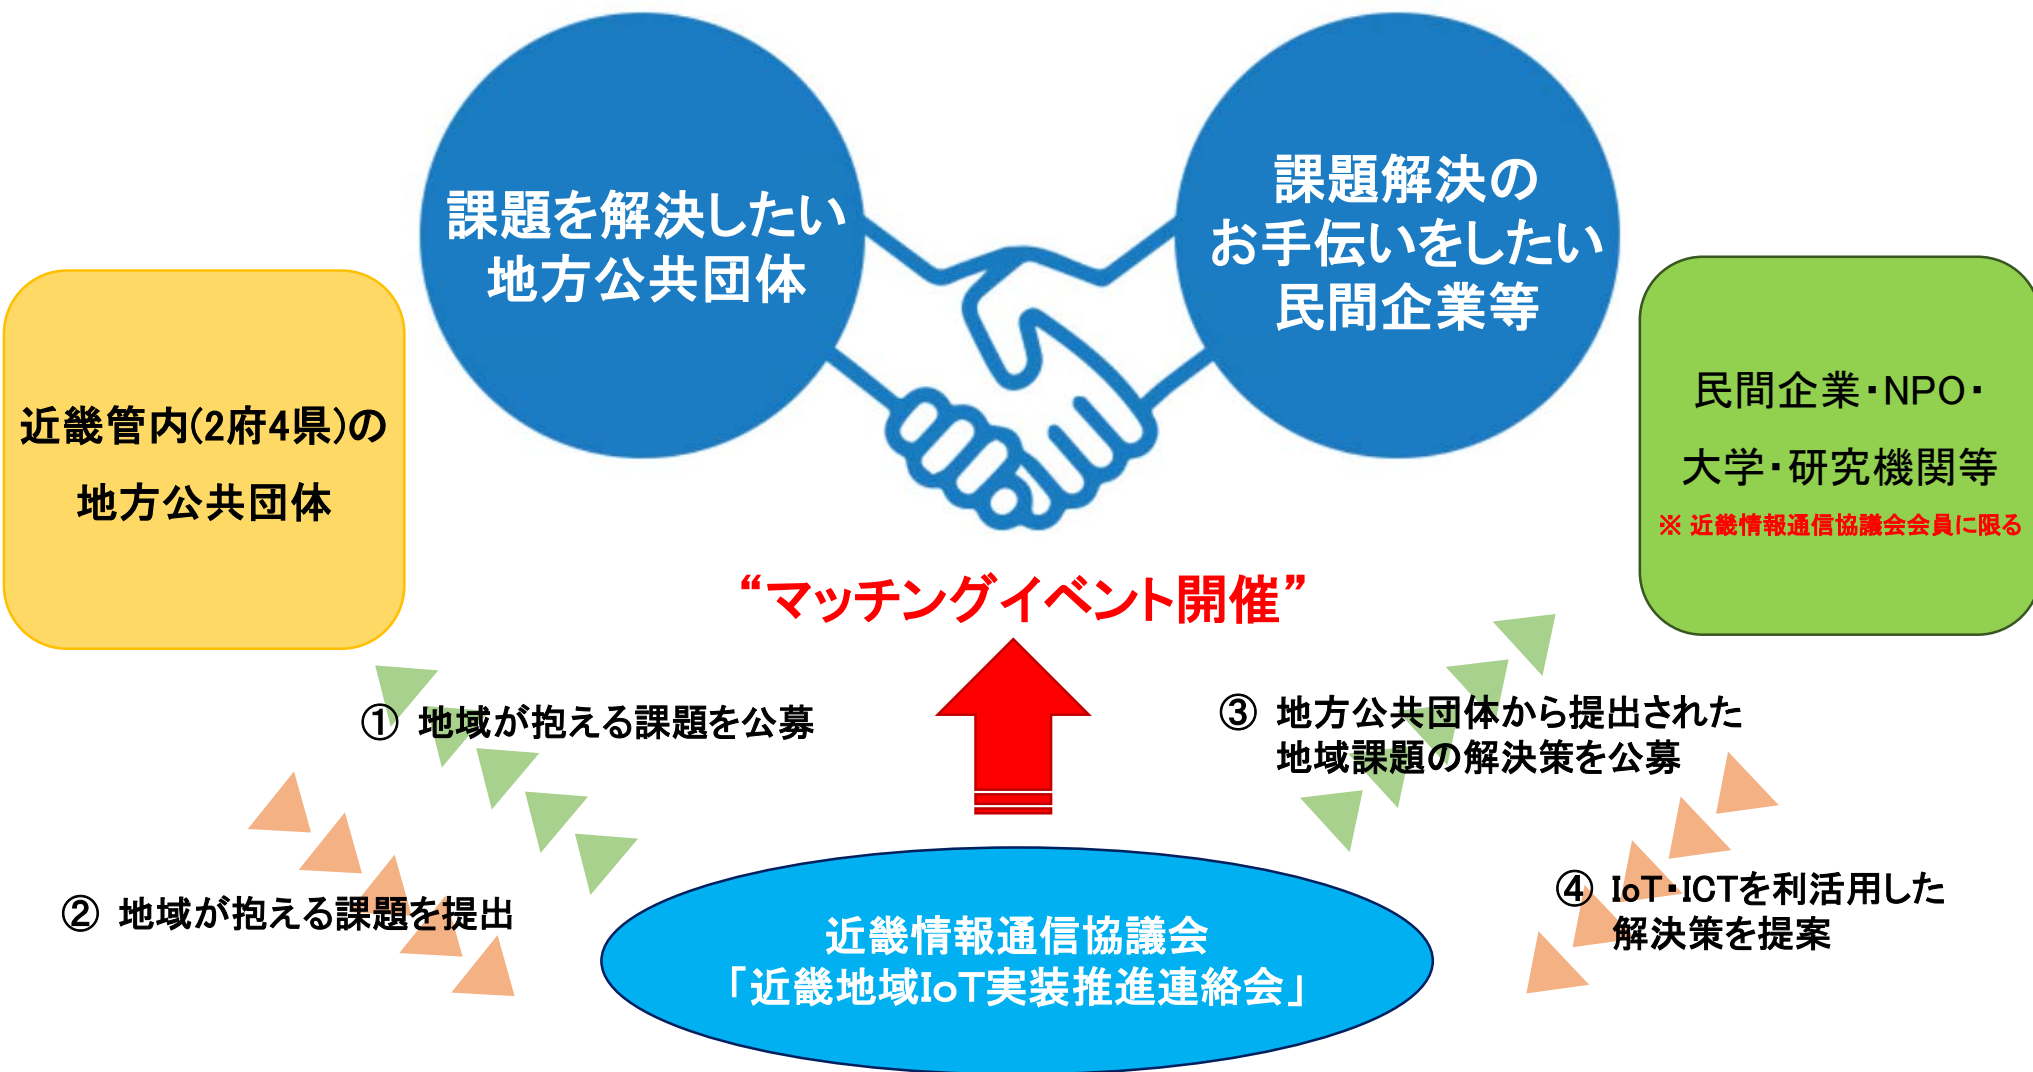 課題を解決したい
地方公共団体
課題解決の
お手伝いをしたい
民間企業等
近畿管内(2府4県)の
地方公共団体
民間企業・NPO・
大学・研究機関等
※ 近畿情報通信協議会会員に限る
“マッチングイベント開催”
① 地域が抱える課題を公募
② 地域が抱える課題を提出
③ 地方公共団体から提出された
地域課題の解決策を公募
④ IoT・ICTを利活用した
解決策を提案
近畿情報通信協議会
「近畿地域IoT実装推進連絡会」